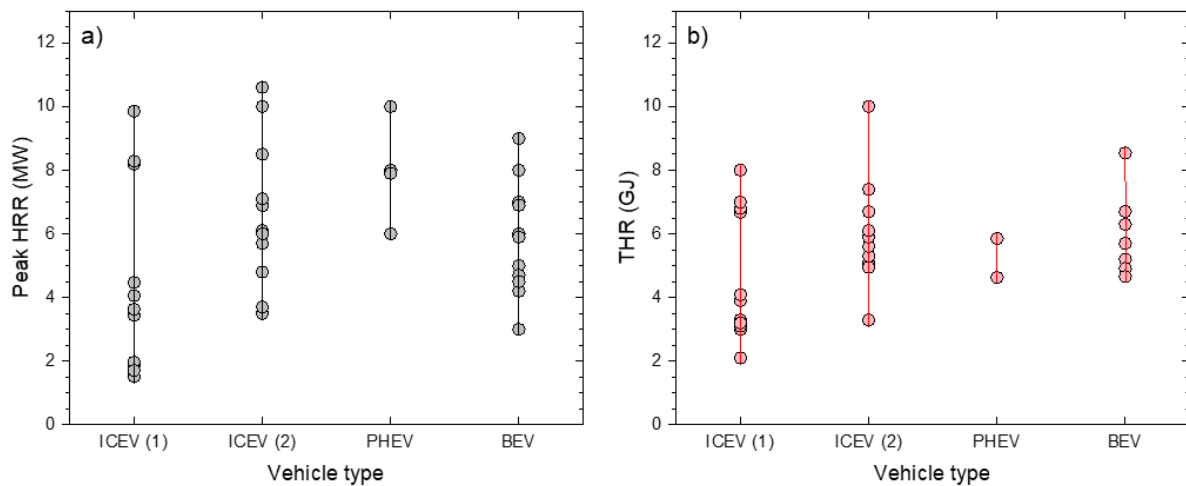 a)
Peak HRR (MW)
12
10
8
6
4
2
0
ICEV (1) ICEV (2) PHEV BEV
Vehicle type
b)
THR (GJ)
12
10
8
6
4
2
0
ICEV (1) ICEV (2) PHEV BEV
Vehicle type